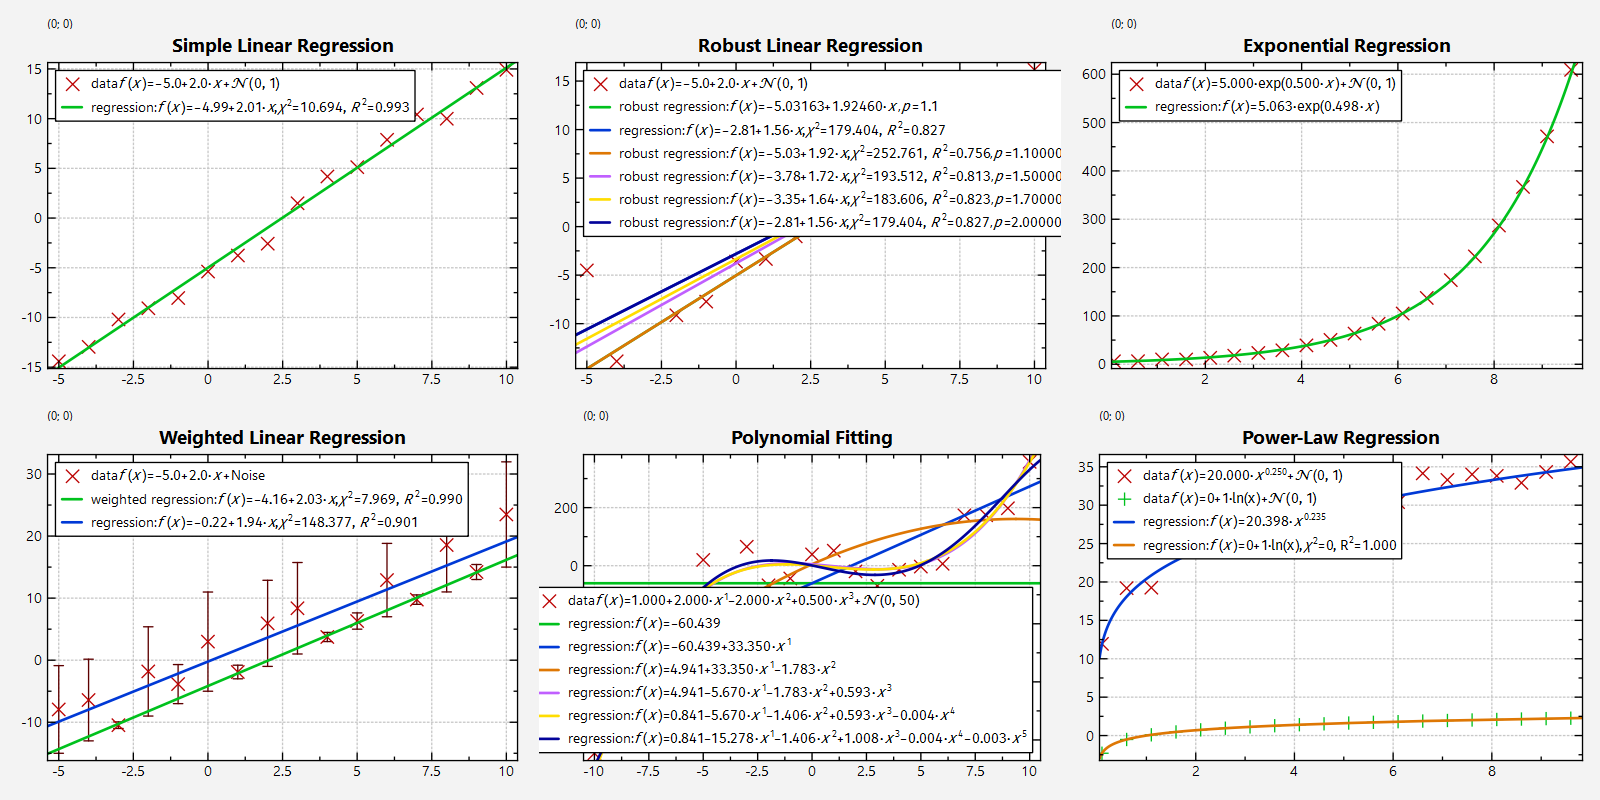 (0; 0)
Simple Linear Regression
data f(x)=−5.0+2.0·x+𝒩(0, 1)
regression: f(x)=−4.99+2.01·x,χ²=10.694, R²=0.993
15
10
5
0
-5
-10
-15
-5 -2.5 0 2.5 5 7.5 10
(0; 0)
Robust Linear Regression
data f(x)=−5.0+2.0·x+𝒩(0, 1)
robust regression: f(x)=−5.03163+1.92460·x,p=1.1
regression: f(x)=−2.81+1.56·x,χ²=179.404, R²=0.827
robust regression: f(x)=−5.03+1.92·x,χ²=252.761, R²=0.756,p=1.10000
robust regression: f(x)=−3.78+1.72·x,χ²=193.512, R²=0.813,p=1.50000
robust regression: f(x)=−3.35+1.64·x,χ²=183.606, R²=0.823,p=1.70000
robust regression: f(x)=−2.81+1.56·x,χ²=179.404, R²=0.827,p=2.00000
15
10
5
0
-5
-10
-5 -2.5 0 2.5 5 7.5 10
(0; 0)
Exponential Regression
data f(x)=5.000·exp(0.500·x)+𝒩(0, 1)
regression: f(x)=5.063·exp(0.498·x)
600
500
400
300
200
100
0
2 4 6 8
(0; 0)
Weighted Linear Regression
data f(x)=−5.0+2.0·x+Noise
weighted regression: f(x)=−4.16+2.03·x,χ²=7.969, R²=0.990
regression: f(x)=−0.22+1.94·x,χ²=148.377, R²=0.901
30
20
10
0
-10
-5 -2.5 0 2.5 5 7.5 10
(0; 0)
Polynomial Fitting
200
0
data f(x)=1.000+2.000·x¹−2.000·x²+0.500·x³+𝒩(0, 50)
regression: f(x)=−60.439
regression: f(x)=−60.439+33.350·x¹
regression: f(x)=4.941+33.350·x¹−1.783·x²
regression: f(x)=4.941−5.670·x¹−1.783·x²+0.593·x³
regression: f(x)=0.841−5.670·x¹−1.406·x²+0.593·x³−0.004·x⁴
regression: f(x)=0.841−15.278·x¹−1.406·x²+1.008·x³−0.004·x⁴−0.003·x⁵
-10 -7.5 -5 -2.5 0 2.5 5 7.5 10
(0; 0)
Power-Law Regression
data f(x)=20.000·x⁰·²⁵⁰+𝒩(0, 1)
data f(x)=0+1·ln(x)+𝒩(0, 1)
regression: f(x)=20.398·x⁰·²³⁵
regression: f(x)=0+1·ln(x),χ²=0, R²=1.000
35
30
25
20
15
10
5
0
2 4 6 8